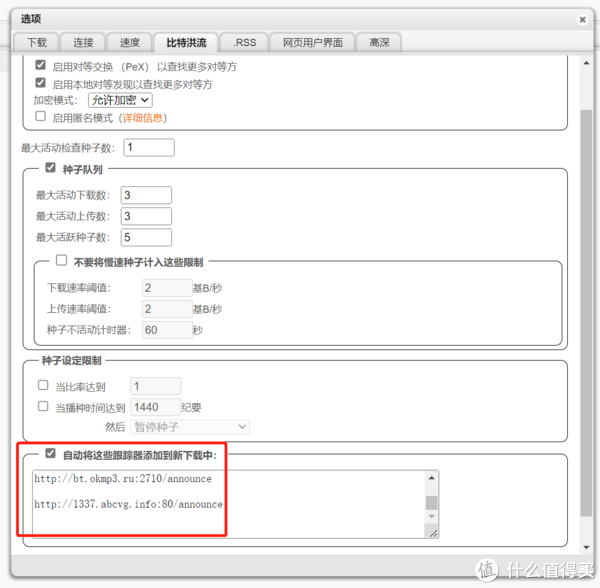 选项
下载 连接 速度 比特洪流 .RSS 网页用户界面 高深
启用对等交换 （PeX） 以查找更多对等方
启用本地对等发现以查找更多对等方
加密模式： 允许加密
启用匿名模式（详细信息）
最大活动检查种子数： 1
种子队列
最大活动下载数： 3
最大活动上传数： 3
最大活跃种子数： 5
不要将慢速种子计入这些限制
下载速率阈值： 2 基B/秒
上传速率阈值： 2 基B/秒
种子不活动计时器： 60 秒
种子设定限制
当比率达到 1
当播种时间达到 1440 纪要
然后 暂停种子
自动将这些跟踪器添加到新下载中：
http://bt.okmp3.ru:2710/announce
http://1337.abcvg.info:80/announce
值 什么值得买